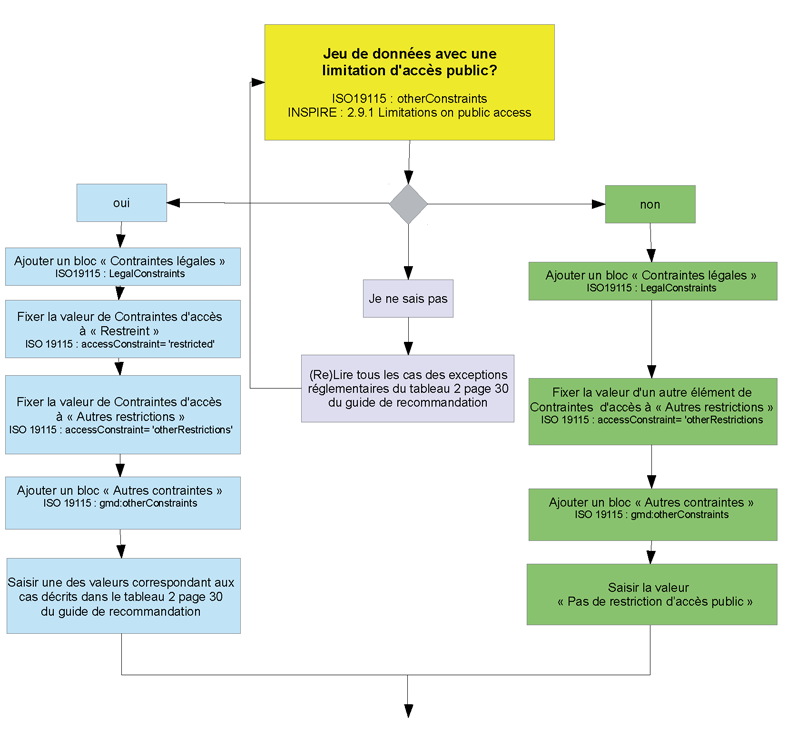 Jeu de données avec une
limitation d'accès public?
ISO19115 : otherConstraints
INSPIRE : 2.9.1 Limitations on public access
oui
non
Ajouter un bloc « Contraintes légales »
ISO19115 : LegalConstraints
Fixer la valeur de Contraintes d'accès
à « Restreint »
ISO 19115 : accessConstraint= 'restricted'
Fixer la valeur de Contraintes d'accès
à « Autres restrictions »
ISO 19115 : accessConstraint= 'otherRestrictions'
Ajouter un bloc « Autres contraintes »
ISO 19115 : gmd:otherConstraints
Saisir une des valeurs correspondant aux
cas décrits dans le tableau 2 page 30
du guide de recommandation
Je ne sais pas
(Re)Lire tous les cas des exceptions
réglementaires du tableau 2 page 30
du guide de recommandation
Ajouter un bloc « Contraintes légales »
ISO19115 : LegalConstraints
Fixer la valeur d'un autre élément de
Contraintes d'accès à « Autres restrictions »
ISO 19115 : accessConstraint= 'otherRestrictions
Ajouter un bloc « Autres contraintes »
ISO 19115 : gmd:otherConstraints
Saisir la valeur
« Pas de restriction d'accès public »